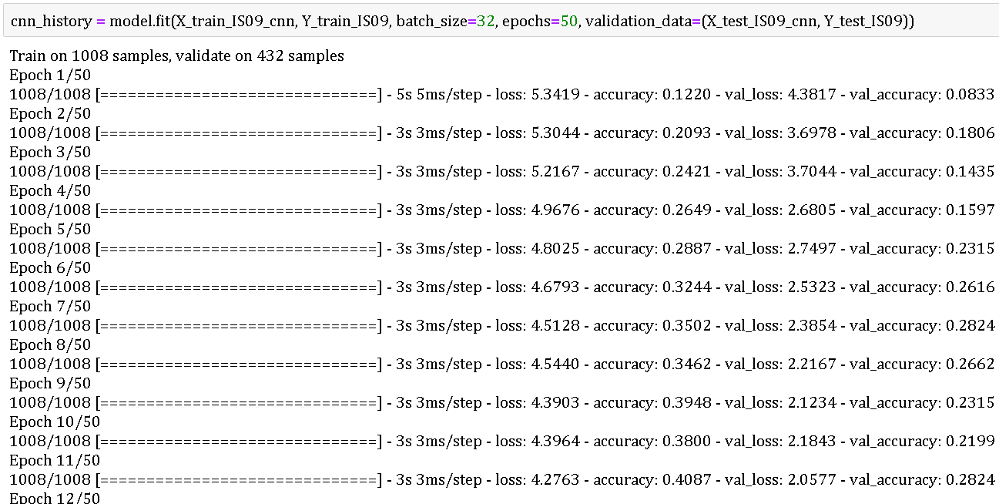 cnn_history = model.fit(X_train_IS09_cnn, Y_train_IS09, batch_size=32, epochs=50, validation_data=(X_test_IS09_cnn, Y_test_IS09))
Train on 1008 samples, validate on 432 samples
Epoch 1/50
1008/1008 [==============================] - 5s 5ms/step - loss: 5.3419 - accuracy: 0.1220 - val_loss: 4.3817 - val_accuracy: 0.0833
Epoch 2/50
1008/1008 [==============================] - 3s 3ms/step - loss: 5.3044 - accuracy: 0.2093 - val_loss: 3.6978 - val_accuracy: 0.1806
Epoch 3/50
1008/1008 [==============================] - 3s 3ms/step - loss: 5.2167 - accuracy: 0.2421 - val_loss: 3.7044 - val_accuracy: 0.1435
Epoch 4/50
1008/1008 [==============================] - 3s 3ms/step - loss: 4.9676 - accuracy: 0.2649 - val_loss: 2.6805 - val_accuracy: 0.1597
Epoch 5/50
1008/1008 [==============================] - 3s 3ms/step - loss: 4.8025 - accuracy: 0.2887 - val_loss: 2.7497 - val_accuracy: 0.2315
Epoch 6/50
1008/1008 [==============================] - 3s 3ms/step - loss: 4.6793 - accuracy: 0.3244 - val_loss: 2.5323 - val_accuracy: 0.2616
Epoch 7/50
1008/1008 [==============================] - 3s 3ms/step - loss: 4.5128 - accuracy: 0.3502 - val_loss: 2.3854 - val_accuracy: 0.2824
Epoch 8/50
1008/1008 [==============================] - 3s 3ms/step - loss: 4.5440 - accuracy: 0.3462 - val_loss: 2.2167 - val_accuracy: 0.2662
Epoch 9/50
1008/1008 [==============================] - 3s 3ms/step - loss: 4.3903 - accuracy: 0.3948 - val_loss: 2.1234 - val_accuracy: 0.2315
Epoch 10/50
1008/1008 [==============================] - 3s 3ms/step - loss: 4.3964 - accuracy: 0.3800 - val_loss: 2.1843 - val_accuracy: 0.2199
Epoch 11/50
1008/1008 [==============================] - 3s 3ms/step - loss: 4.2763 - accuracy: 0.4087 - val_loss: 2.0577 - val_accuracy: 0.2824
Epoch 12/50